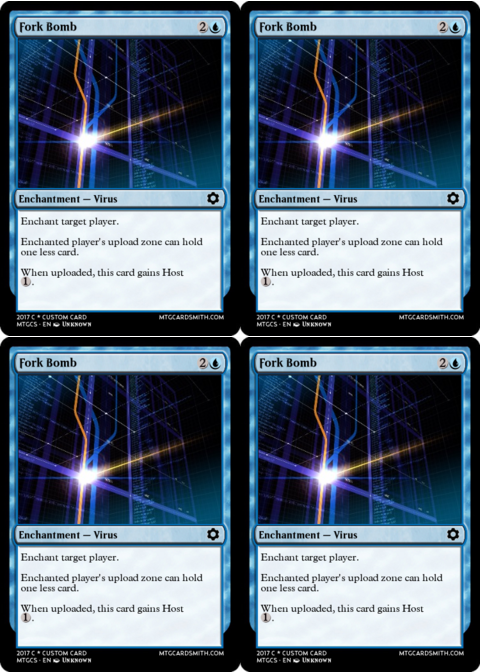 Fork Bomb 2
Enchantment — Virus
Enchant target player.
Enchanted player's upload zone can hold
one less card.
When uploaded, this card gains Host
1.
2017 C * CUSTOM CARD
MTGCS • EN UNKNOWN
MTGCARDSMITH.COM
Fork Bomb 2
Enchantment — Virus
Enchant target player.
Enchanted player's upload zone can hold
one less card.
When uploaded, this card gains Host
1.
2017 C * CUSTOM CARD
MTGCS • EN UNKNOWN
MTGCARDSMITH.COM
Fork Bomb 2
Enchantment — Virus
Enchant target player.
Enchanted player's upload zone can hold
one less card.
When uploaded, this card gains Host
1.
2017 C * CUSTOM CARD
MTGCS • EN UNKNOWN
MTGCARDSMITH.COM
Fork Bomb 2
Enchantment — Virus
Enchant target player.
Enchanted player's upload zone can hold
one less card.
When uploaded, this card gains Host
1.
2017 C * CUSTOM CARD
MTGCS • EN UNKNOWN
MTGCARDSMITH.COM